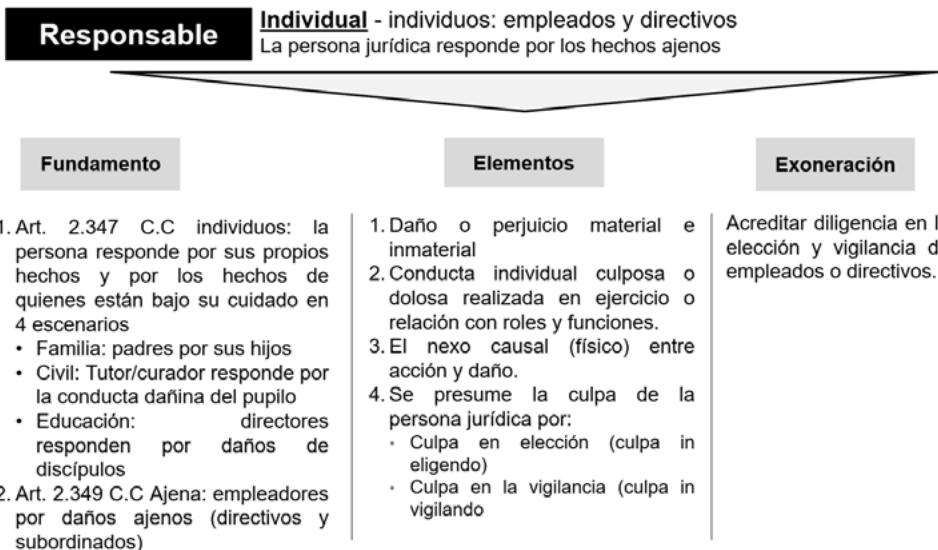 Responsable
Individual - individuos: empleados y directivos
La persona jurídica responde por los hechos ajenos
Fundamento
1. Art. 2.347 C.C individuos: la
persona responde por sus propios
hechos y por los hechos de
quienes están bajo su cuidado en
4 escenarios
• Familia: padres por sus hijos
• Civil: Tutor/curador responde por
la conducta dañina del pupilo
• Educación: directores
responden por daños de
discípulos
2. Art. 2.349 C.C Ajena: empleadores
por daños ajenos (directivos y
subordinados)
Elementos
1. Daño o perjuicio material e
inmaterial
2. Conducta individual culposa o
dolosa realizada en ejercicio o
relación con roles y funciones.
3. El nexo causal (físico) entre
acción y daño.
4. Se presume la culpa de la
persona jurídica por:
• Culpa en elección (culpa in
eligendo)
• Culpa en la vigilancia (culpa in
vigilando
Exoneración
Acreditar diligencia en l
elección y vigilancia d
empleados o directivos.